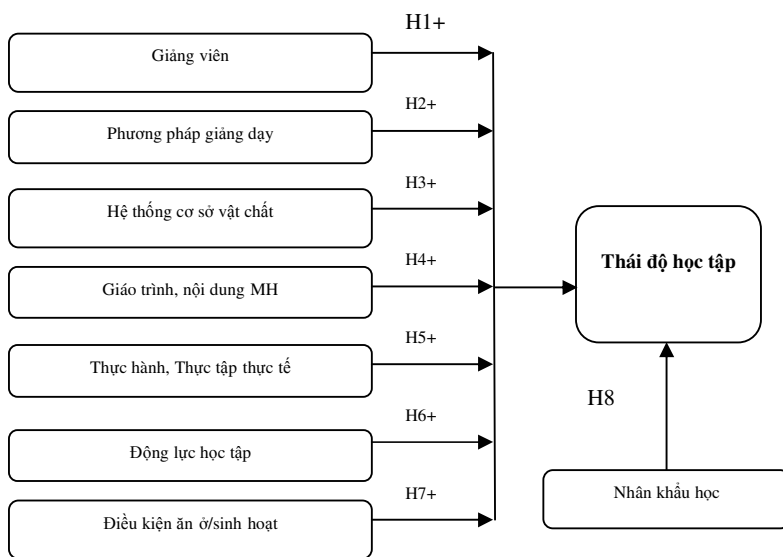 H1+
Giảng viên
H2+
Phương pháp giảng dạy
H3+
Hệ thống cơ sở vật chất
Thái độ học tập
H4+
Giáo trình, nội dung MH
H5+
Thực hành, Thực tập thực tế
H8
H6+
Động lực học tập
H7+
Nhân khẩu học
Điều kiện ăn ở/sinh hoạt